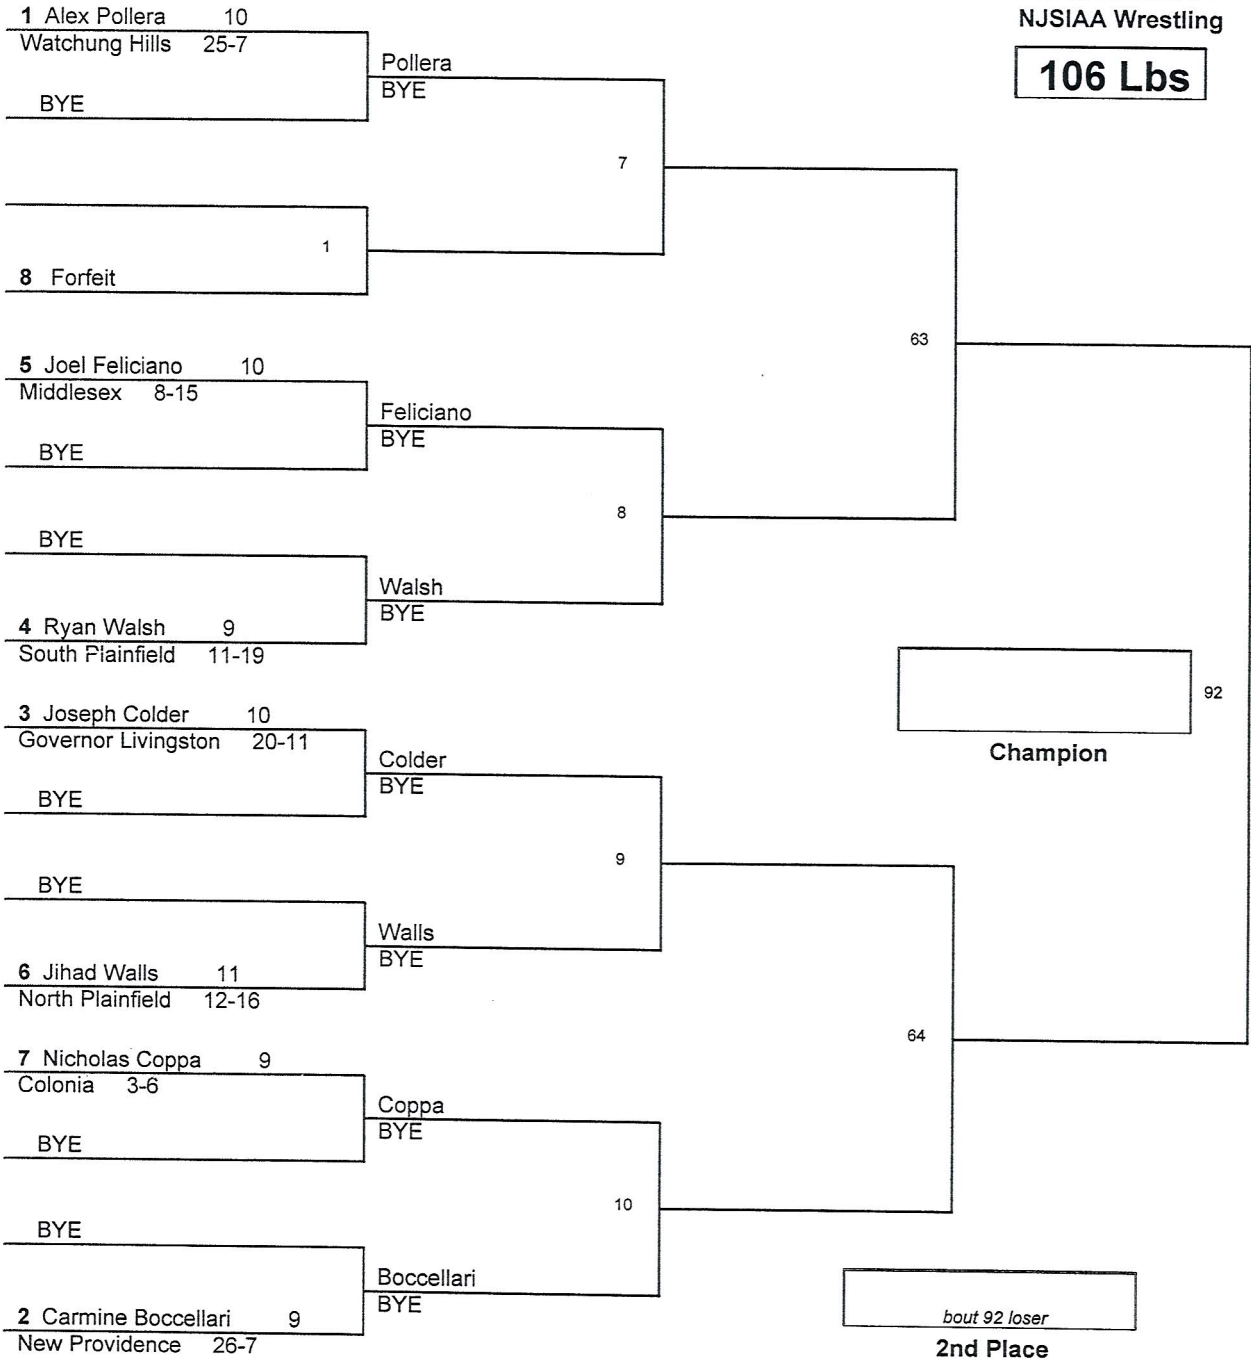 1 Alex Pollera 10
Watchung Hills 25-7
BYE
8 Forfeit
1
5 Joel Feliciano 10
Middlesex 8-15
BYE
BYE
4 Ryan Walsh 9
South Plainfield 11-19
3 Joseph Colder 10
Governor Livingston 20-11
BYE
BYE
6 Jihad Walls 11
North Plainfield 12-16
7 Nicholas Coppa 9
Colonia 3-6
BYE
BYE
2 Carmine Boccellari 9
New Providence 26-7
Pollera
BYE
7
Feliciano
BYE
8
Walsh
BYE
Colder
BYE
9
Walls
BYE
Coppa
BYE
10
Boccellari
BYE
63
64
NJSIAA Wrestling
106 Lbs
92
Champion
bout 92 loser
2nd Place